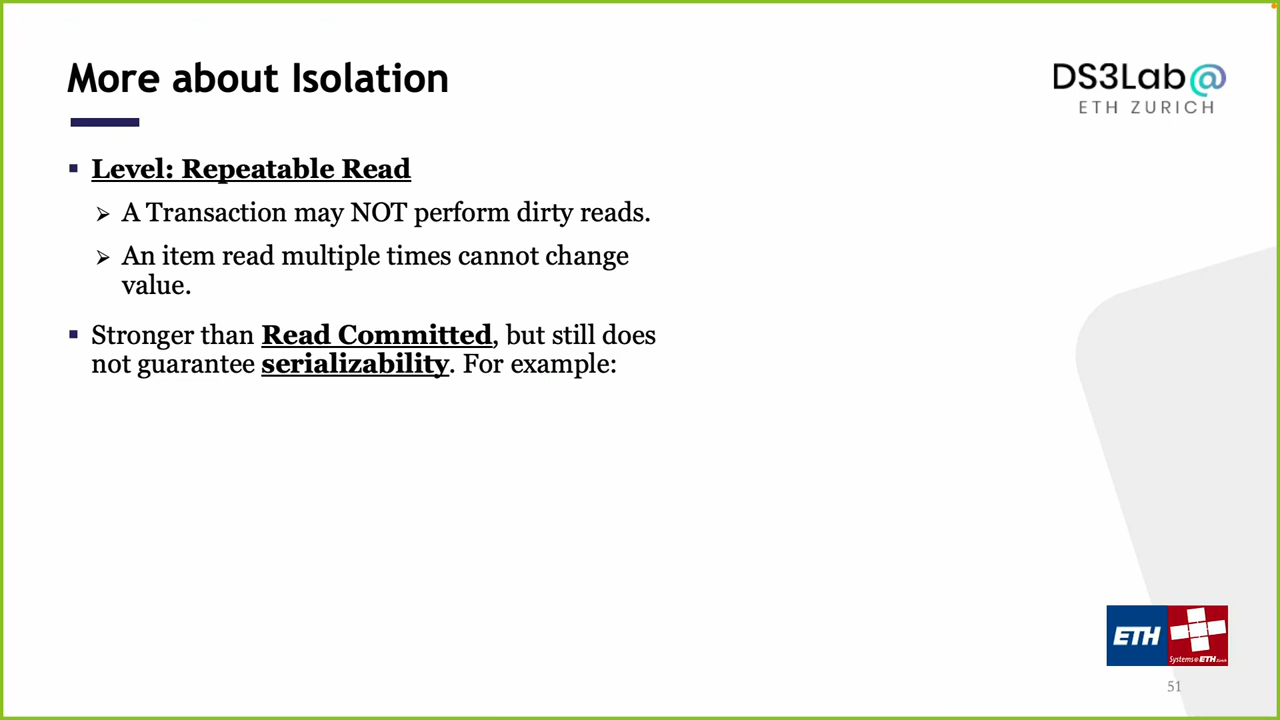 More about Isolation
DS3Lab@
ETH ZURICH
Level: Repeatable Read
A Transaction may NOT perform dirty reads.
An item read multiple times cannot change
value.
Stronger than Read Committed, but still does
not guarantee serializability. For example:
ETH
Systems@ETH Zurich
51